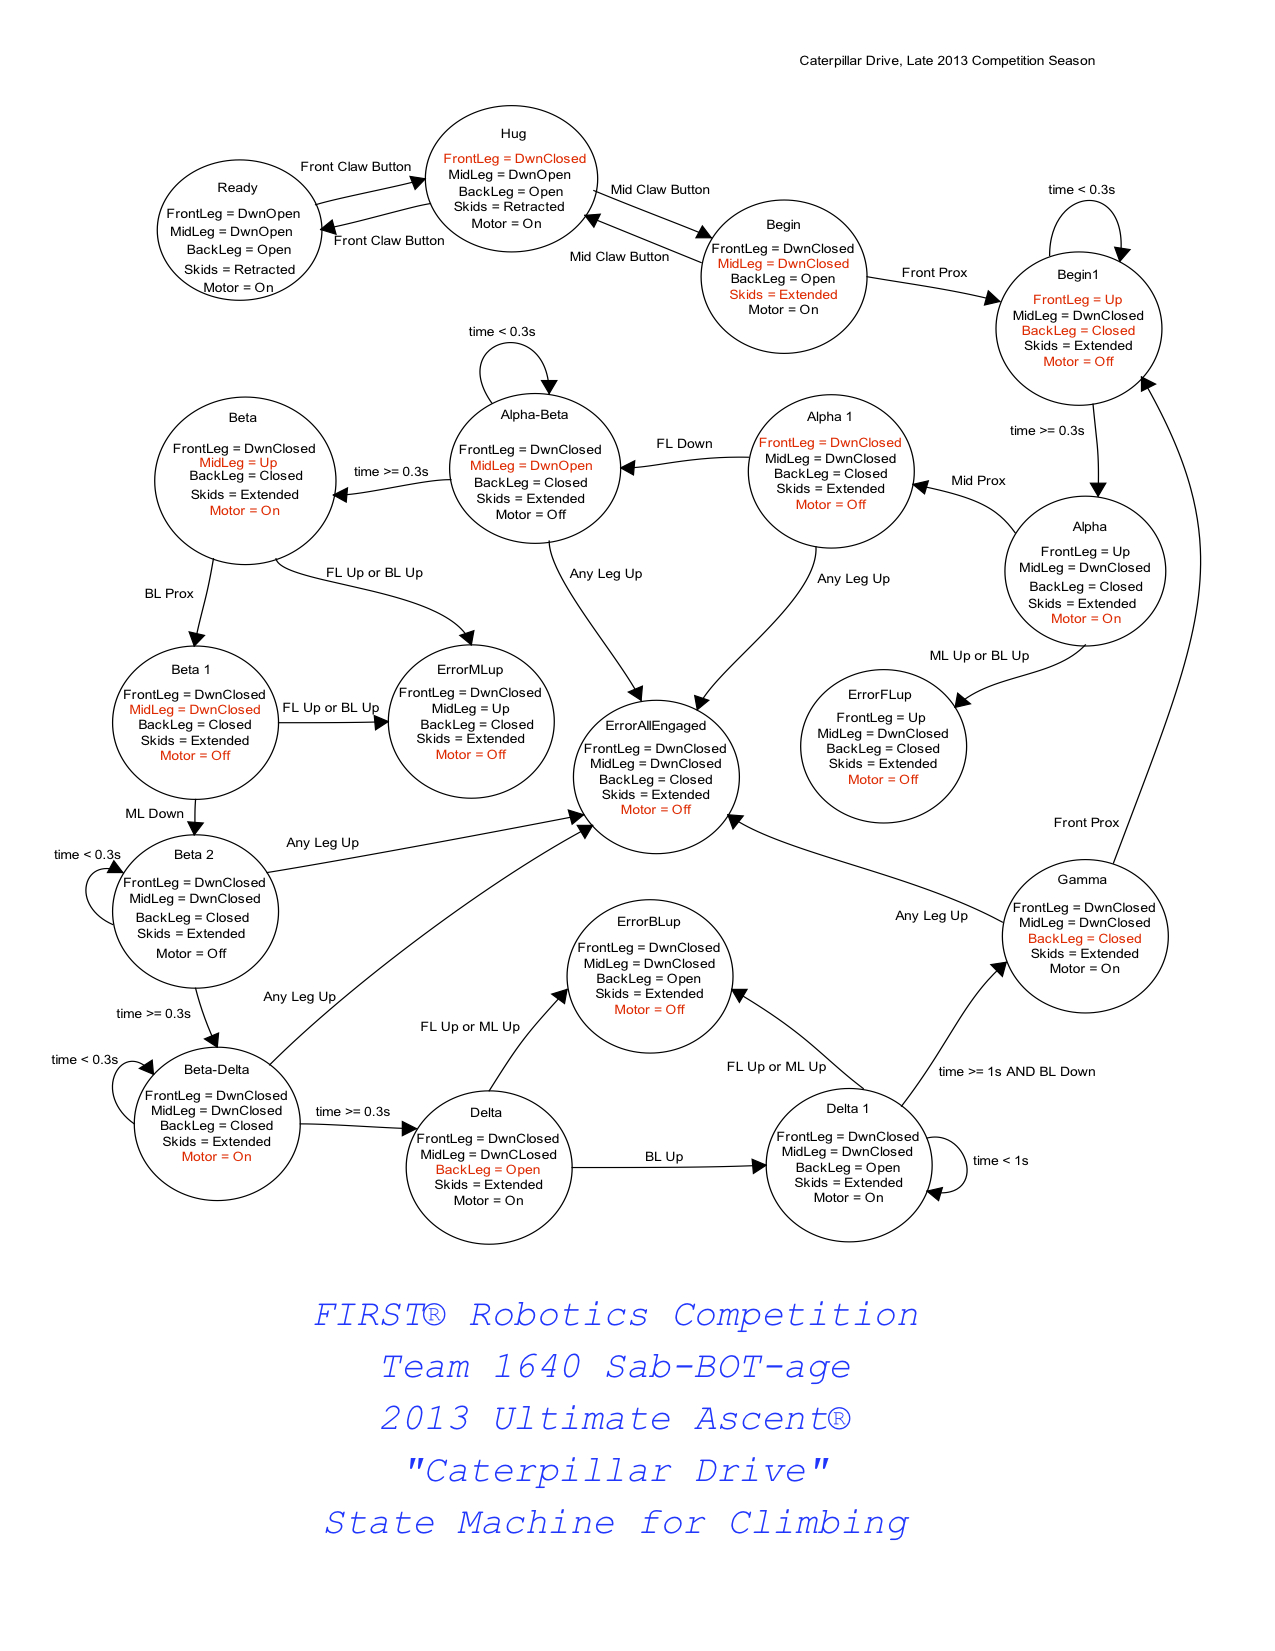 Caterpillar Drive, Late 2013 Competition Season
Hug
FrontLeg = DwnClosed
MidLeg = DwnOpen
BackLeg = Open
Skids = Retracted
Motor = On
Front Claw Button
Ready
FrontLeg = DwnOpen
MidLeg = DwnOpen
BackLeg = Open
Skids = Retracted
Motor = On
Front Claw Button
Mid Claw Button
Mid Claw Button
Begin
FrontLeg = DwnClosed
MidLeg = DwnClosed
BackLeg = Open
Skids = Extended
Motor = On
Front Prox
time < 0.3s
Begin1
FrontLeg = Up
MidLeg = DwnClosed
BackLeg = Closed
Skids = Extended
Motor = Off
time < 0.3s
Beta
FrontLeg = DwnClosed
MidLeg = Up
BackLeg = Closed
Skids = Extended
Motor = On
time >= 0.3s
Alpha-Beta
FrontLeg = DwnClosed
MidLeg = DwnOpen
BackLeg = Closed
Skids = Extended
Motor = Off
FL Down
Alpha 1
FrontLeg = DwnClosed
MidLeg = DwnClosed
BackLeg = Closed
Skids = Extended
Motor = Off
time >= 0.3s
Mid Prox
Alpha
FrontLeg = Up
MidLeg = DwnClosed
BackLeg = Closed
Skids = Extended
Motor = On
BL Prox
FL Up or BL Up
Any Leg Up
Any Leg Up
ML Up or BL Up
Beta 1
FrontLeg = DwnClosed
MidLeg = DwnClosed
BackLeg = Closed
Skids = Extended
Motor = Off
FL Up or BL Up
ErrorMLup
FrontLeg = DwnClosed
MidLeg = Up
BackLeg = Closed
Skids = Extended
Motor = Off
ErrorAllEngaged
FrontLeg = DwnClosed
MidLeg = DwnClosed
BackLeg = Closed
Skids = Extended
Motor = Off
ErrorFLup
FrontLeg = Up
MidLeg = DwnClosed
BackLeg = Closed
Skids = Extended
Motor = Off
ML Down
Any Leg Up
Front Prox
time < 0.3s
Beta 2
FrontLeg = DwnClosed
MidLeg = DwnClosed
BackLeg = Closed
Skids = Extended
Motor = Off
Any Leg Up
Gamma
FrontLeg = DwnClosed
MidLeg = DwnClosed
BackLeg = Closed
Skids = Extended
Motor = On
ErrorBLup
FrontLeg = DwnClosed
MidLeg = DwnClosed
BackLeg = Open
Skids = Extended
Motor = Off
time >= 0.3s
Any Leg Up
FL Up or ML Up
FL Up or ML Up
time >= 1s AND BL Down
time < 0.3s
Beta-Delta
FrontLeg = DwnClosed
MidLeg = DwnClosed
BackLeg = Closed
Skids = Extended
Motor = On
time >= 0.3s
Delta
FrontLeg = DwnClosed
MidLeg = DwnCLosed
BackLeg = Open
Skids = Extended
Motor = On
BL Up
Delta 1
FrontLeg = DwnClosed
MidLeg = DwnClosed
BackLeg = Open
Skids = Extended
Motor = On
time < 1s
FIRST® Robotics Competition
Team 1640 Sab-BOT-age
2013 Ultimate Ascent®
"Caterpillar Drive"
State Machine for Climbing